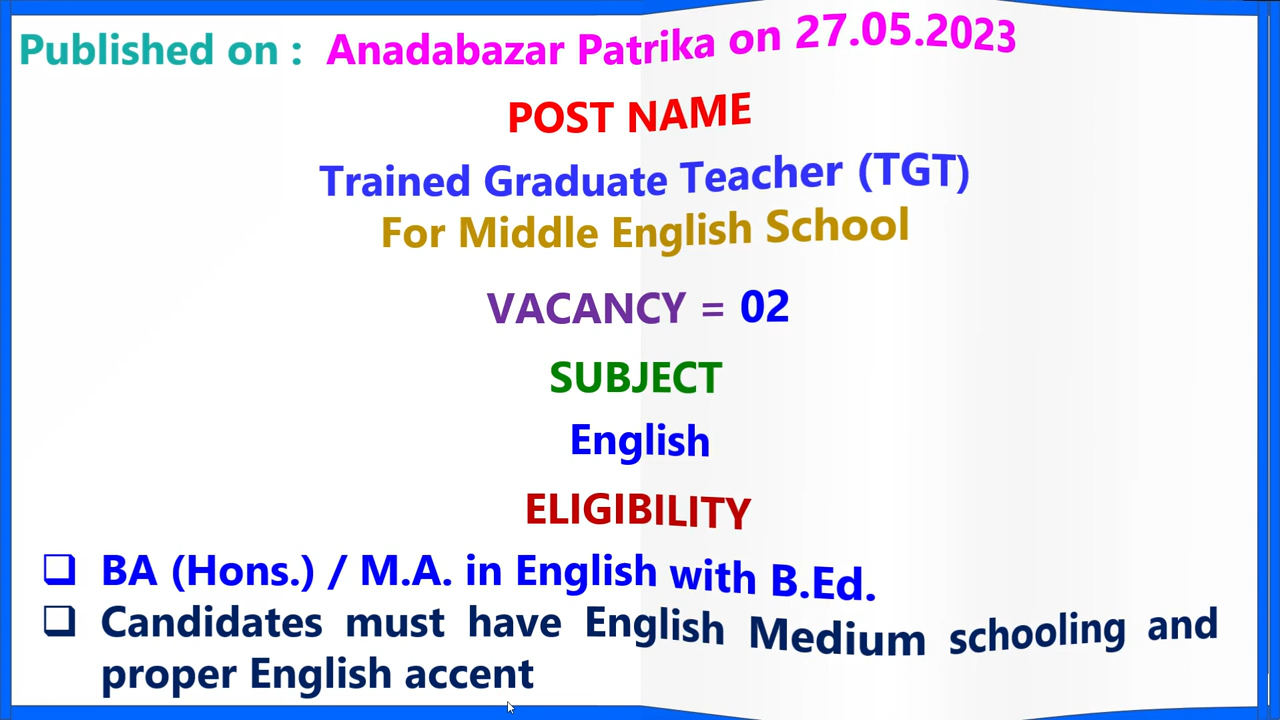 Published on : Anadabazar Patrika on 27.05.2023
POST NAME
Trained Graduate Teacher (TGT)
For Middle English School
VACANCY = 02
SUBJECT
English
ELIGIBILITY
❑ BA (Hons.) / M.A. in English with B.Ed.
❑ Candidates must have English Medium schooling and
proper English accent